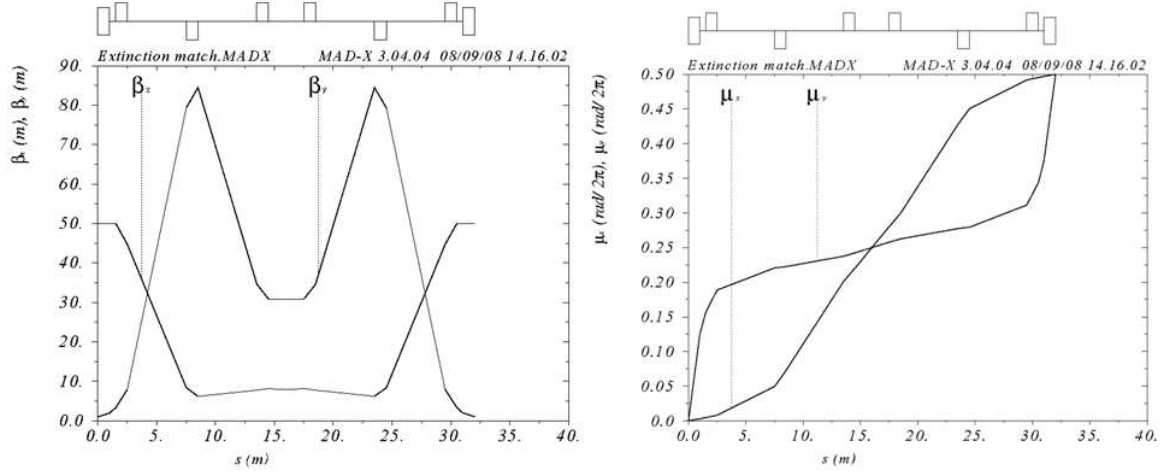 Extinction match.MADX MAD-X 3.04.04 08/09/08 14.16.02
90.
80.
70.
60.
50.
40.
30.
20.
10.
0.0
0.0 5. 10. 15. 20. 25. 30. 35. 40.
s (m)
βx (m), βy (m)
βx
βy
Extinction match.MADX MAD-X 3.04.04 08/09/08 14.16.02
0.50
0.45
0.40
0.35
0.30
0.25
0.20
0.15
0.10
0.05
0.0
0.0 5. 10. 15. 20. 25. 30. 35. 40.
s (m)
μx (rad/2π), μy (rad/2π)
μx
μy